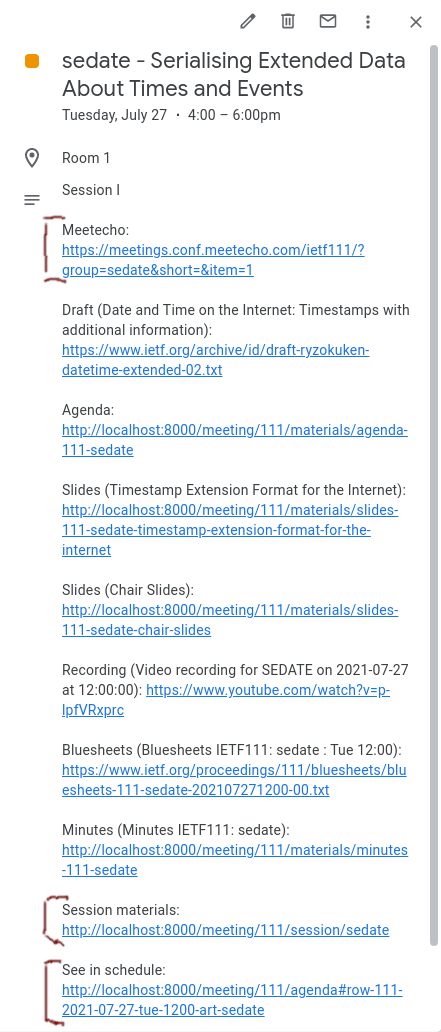 sedate - Serialising Extended Data
About Times and Events
Tuesday, July 27 • 4:00 – 6:00pm
Room 1
Session I
Meetecho:
https://meetings.conf.meetecho.com/ietf111/?
group=sedate&short=&item=1
Draft (Date and Time on the Internet: Timestamps with
additional information):
https://www.ietf.org/archive/id/draft-ryzokuken-
datetime-extended-02.txt
Agenda:
http://localhost:8000/meeting/111/materials/agenda-
111-sedate
Slides (Timestamp Extension Format for the Internet):
http://localhost:8000/meeting/111/materials/slides-
111-sedate-timestamp-extension-format-for-the-
internet
Slides (Chair Slides):
http://localhost:8000/meeting/111/materials/slides-
111-sedate-chair-slides
Recording (Video recording for SEDATE on 2021-07-27
at 12:00:00): https://www.youtube.com/watch?v=p-
IpfVRxprc
Bluesheets (Bluesheets IETF111: sedate : Tue 12:00):
https://www.ietf.org/proceedings/111/bluesheets/blu
esheets-111-sedate-202107271200-00.txt
Minutes (Minutes IETF111: sedate):
http://localhost:8000/meeting/111/materials/minutes
-111-sedate
Session materials:
http://localhost:8000/meeting/111/session/sedate
See in schedule:
http://localhost:8000/meeting/111/agenda#row-111-
2021-07-27-tue-1200-art-sedate